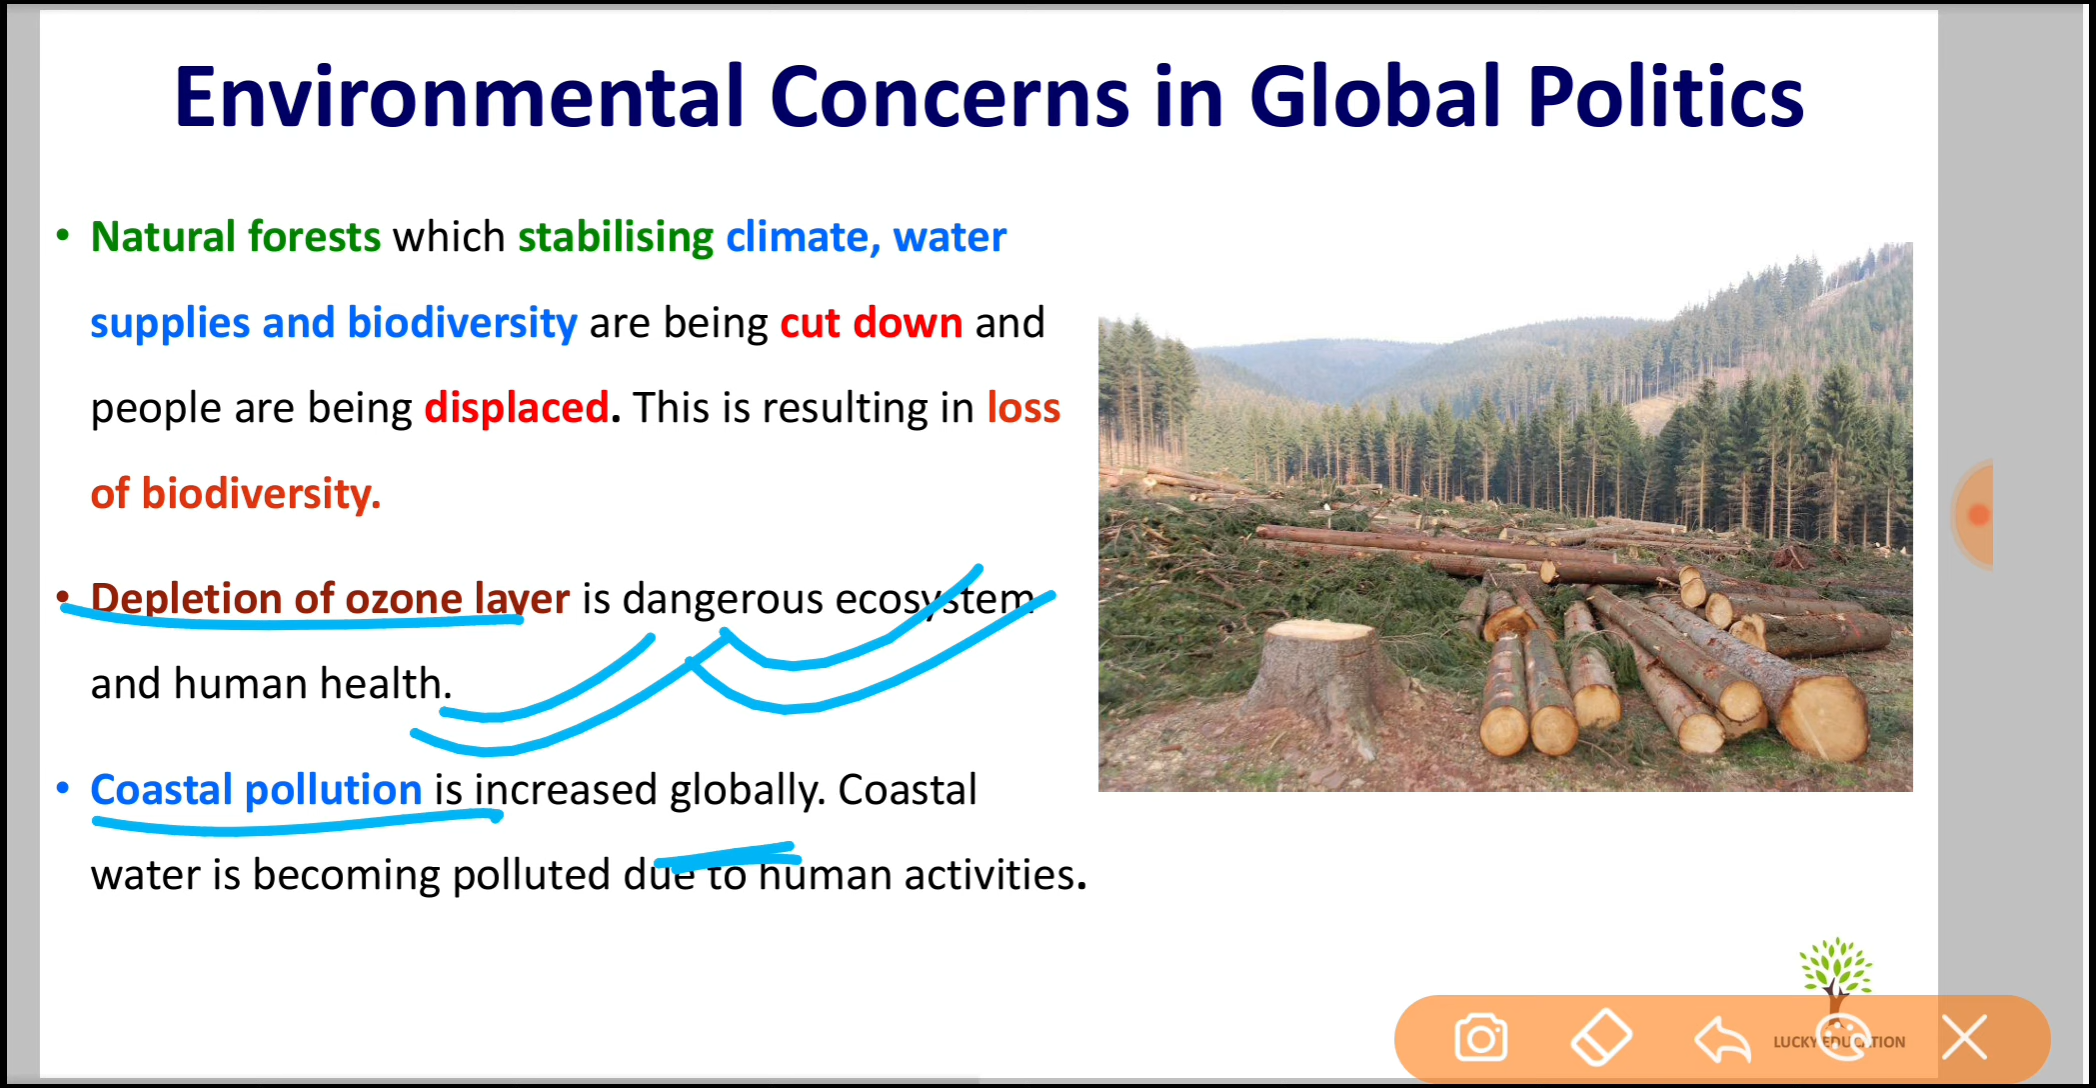 Environmental Concerns in Global Politics
• Natural forests which stabilising climate, water
supplies and biodiversity are being cut down and
people are being displaced. This is resulting in loss
of biodiversity.
• Depletion of ozone layer is dangerous ecosystem
and human health.
• Coastal pollution is increased globally. Coastal
water is becoming polluted due to human activities.
LUCKY EDUCATION